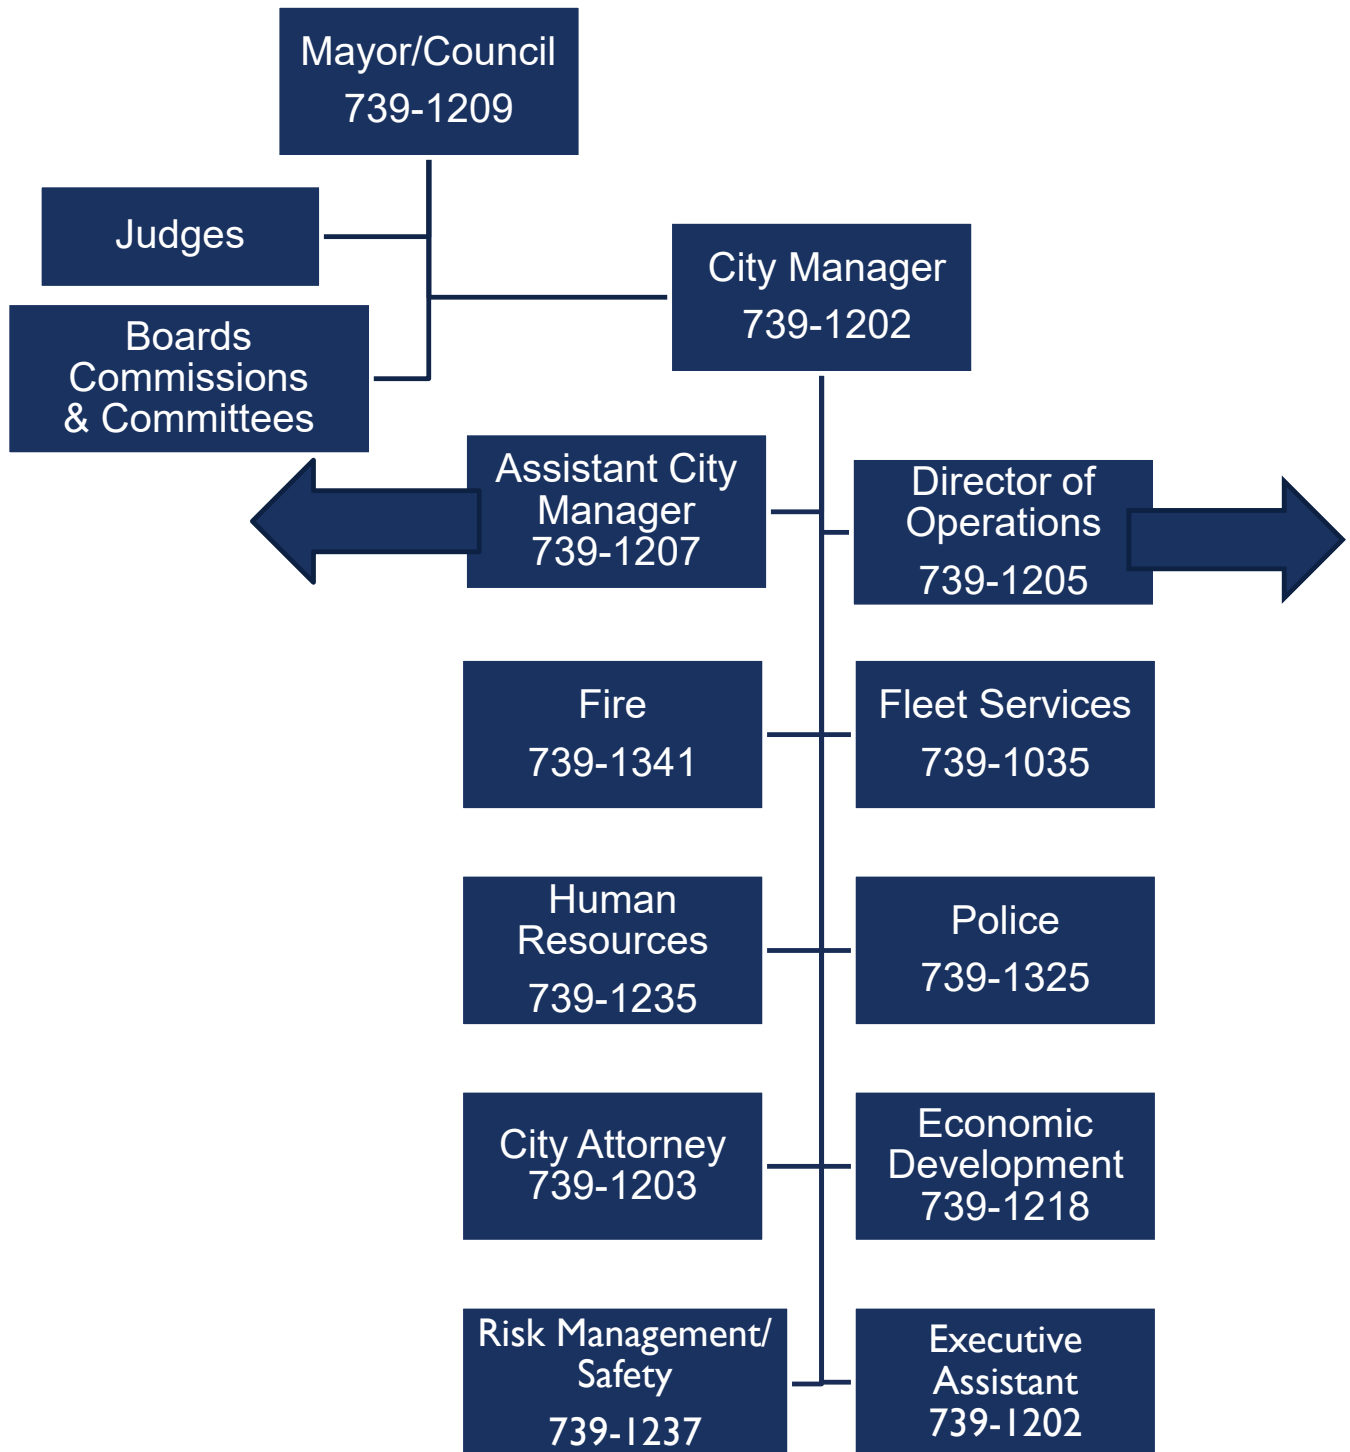 Mayor/Council
739-1209
Judges
City Manager
739-1202
Boards
Commissions
& Committees
Assistant City
Manager
739-1207
Director of
Operations
739-1205
Fire
739-1341
Fleet Services
739-1035
Human
Resources
739-1235
Police
739-1325
City Attorney
739-1203
Economic
Development
739-1218
Risk Management/
Safety
739-1237
Executive
Assistant
739-1202